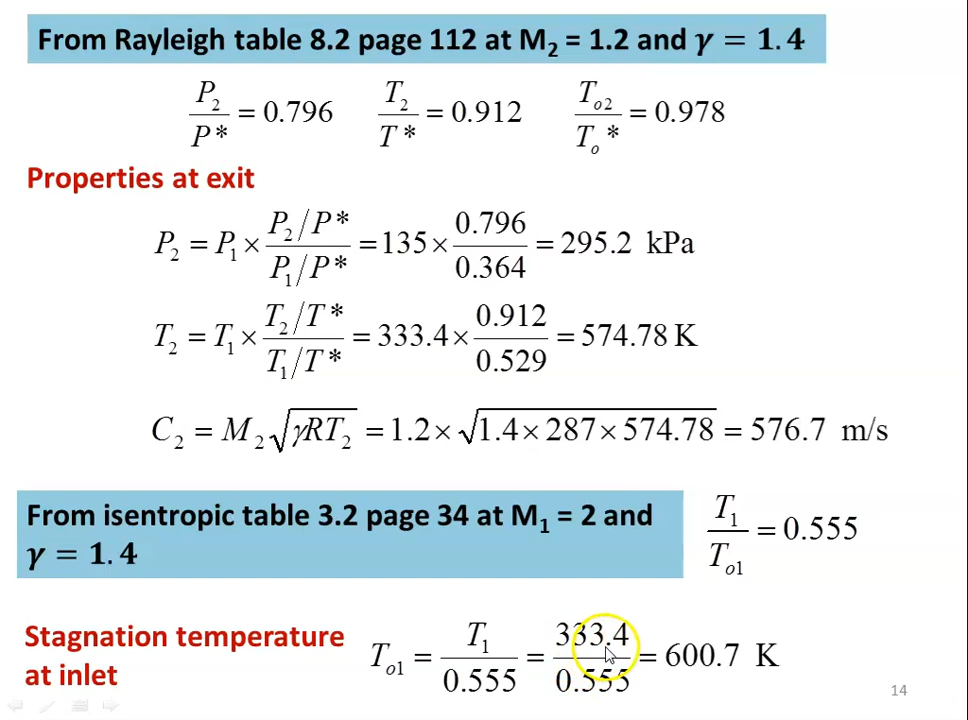 From Rayleigh table 8.2 page 112 at M₂ = 1.2 and γ = 1.4
P₂/P* = 0.796 T₂/T* = 0.912 Tₒ₂/Tₒ* = 0.978
Properties at exit
P₂ = P₁ × (P₂/P*)/(P₁/P*) = 135 × 0.796/0.364 = 295.2 kPa
T₂ = T₁ × (T₂/T*)/(T₁/T*) = 333.4 × 0.912/0.529 = 574.78 K
C₂ = M₂√(γRT₂) = 1.2 × √(1.4 × 287 × 574.78) = 576.7 m/s
From isentropic table 3.2 page 34 at M₁ = 2 and
γ = 1.4
T₁/Tₒ₁ = 0.555
Stagnation temperature
at inlet
Tₒ₁ = T₁/0.555 = 333.4/0.555 = 600.7 K
14